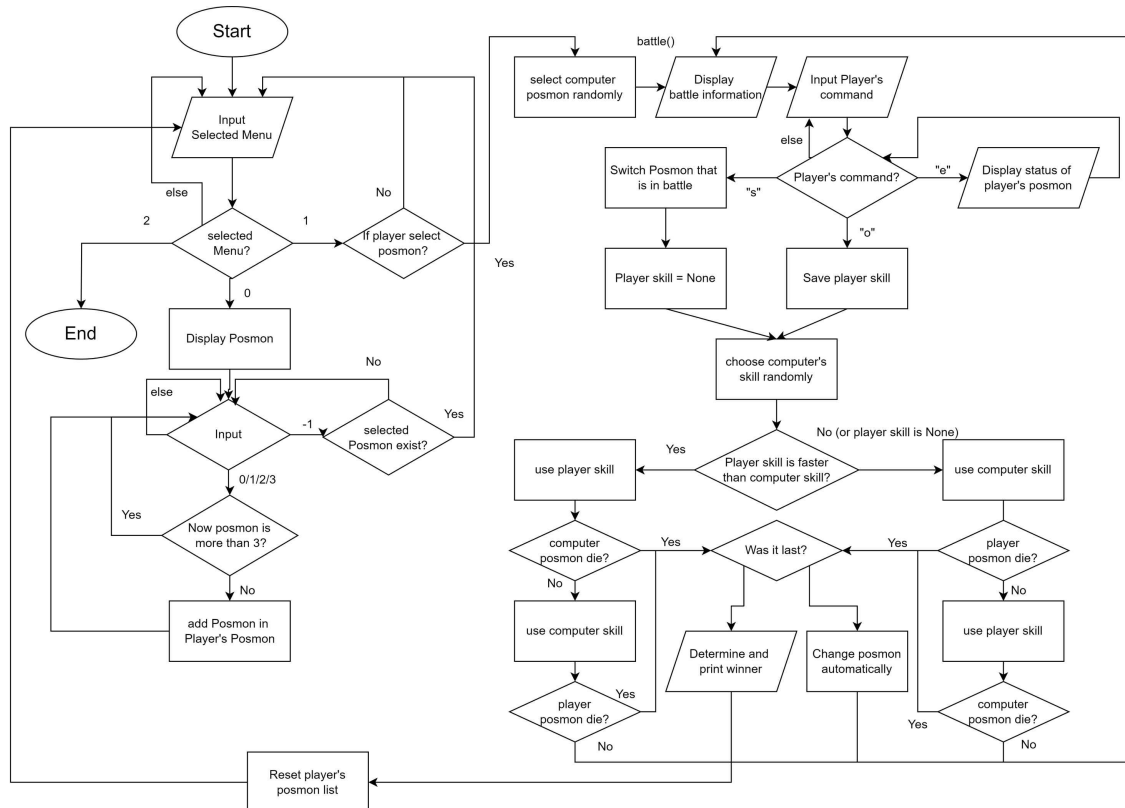 Start
Input
Selected Menu
else
2
selected
Menu?
1
No
If player select
posmon?
Yes
End
0
Display Posmon
else
Input
-1
No
selected
Posmon exist?
Yes
0/1/2/3
Yes
Now posmon is
more than 3?
No
add Posmon in
Player's Posmon
Reset player's
posmon list
battle()
select computer
posmon randomly
Display
battle information
Input Player's
command
else
Switch Posmon that
is in battle
"s"
Player's command?
"e"
Display status of
player's posmon
"o"
Player skill = None
Save player skill
choose computer's
skill randomly
Yes
No (or player skill is None)
use player skill
Player skill is faster
than computer skill?
use computer skill
computer
posmon die?
Yes
Was it last?
Yes
player
posmon die?
No
No
use computer skill
use player skill
Determine and
print winner
Change posmon
automatically
player
posmon die?
Yes
Yes
computer
posmon die?
No
No